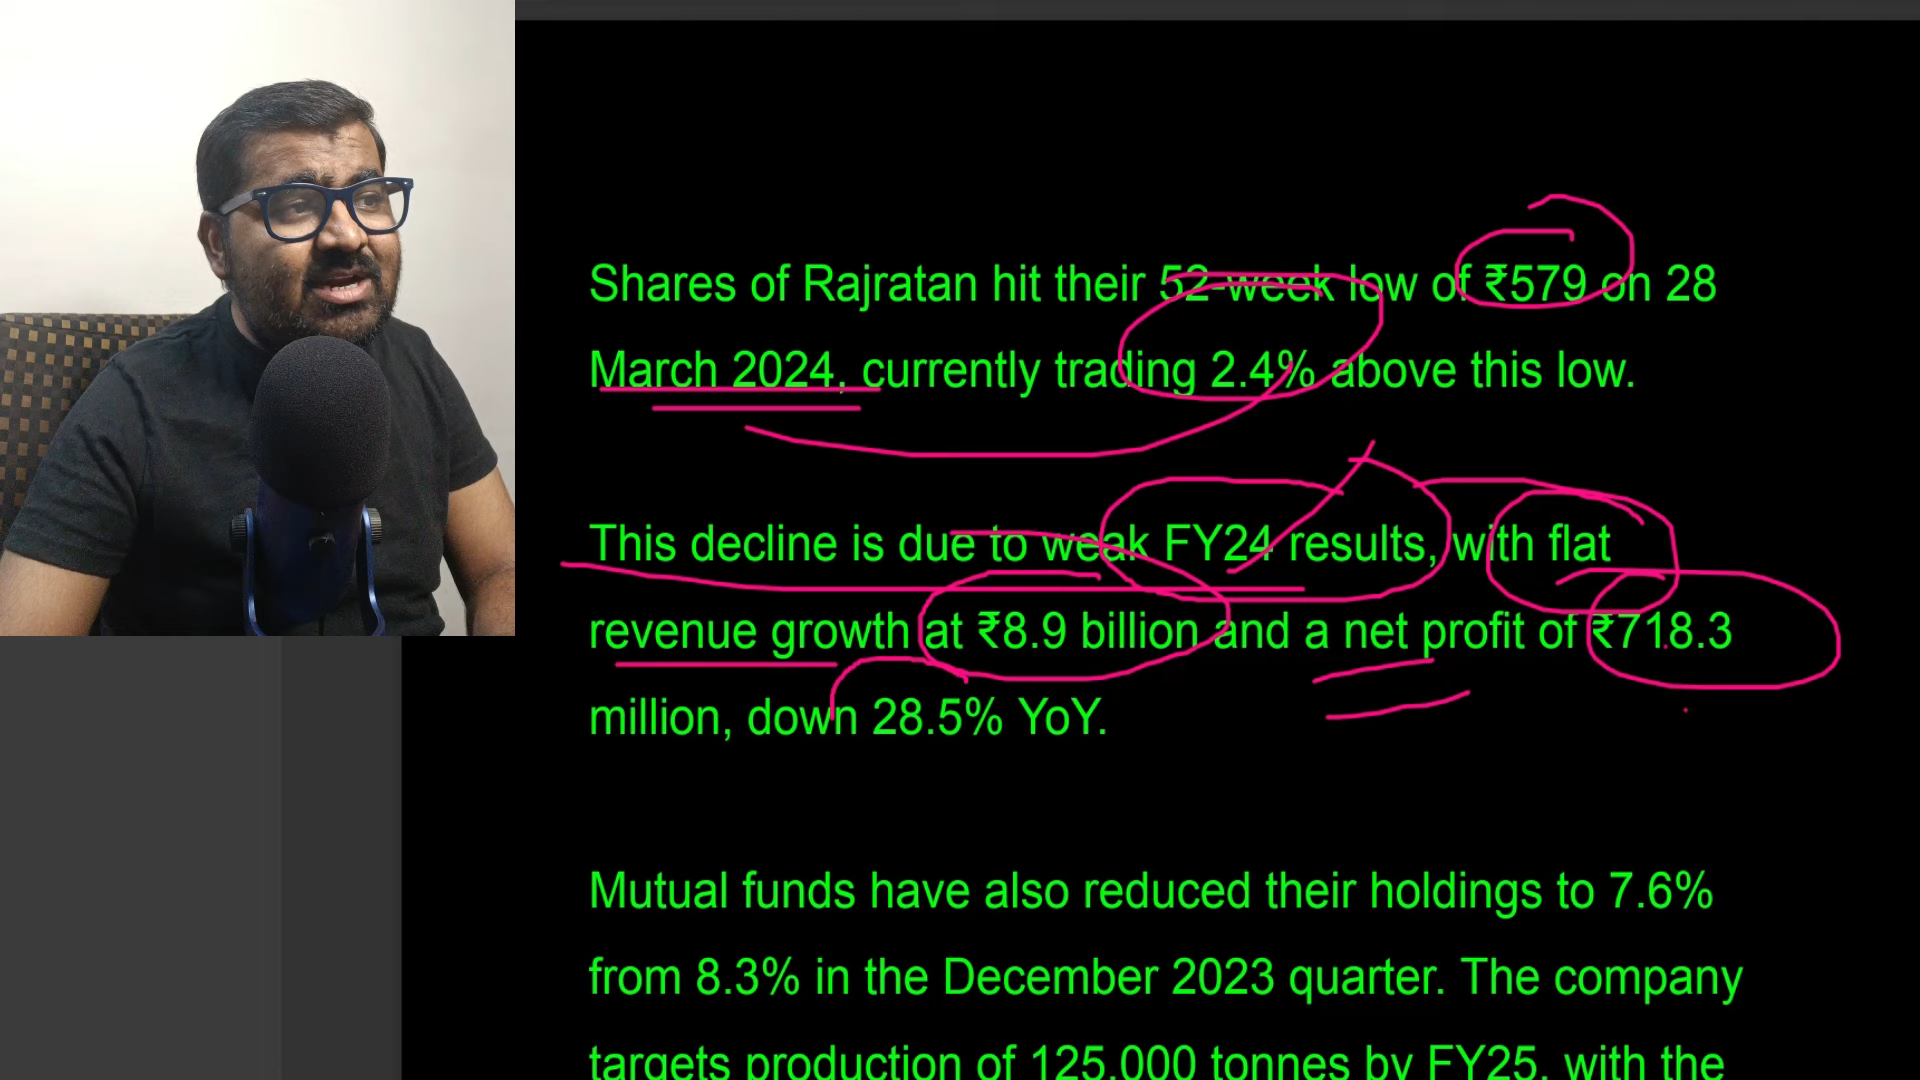 Shares of Rajratan hit their 52-week low of ₹579 on 28
March 2024, currently trading 2.4% above this low.
This decline is due to weak FY24 results, with flat
revenue growth at ₹8.9 billion and a net profit of ₹718.3
million, down 28.5% YoY.
Mutual funds have also reduced their holdings to 7.6%
from 8.3% in the December 2023 quarter. The company
targets production of 125,000 tonnes by FY25, with the